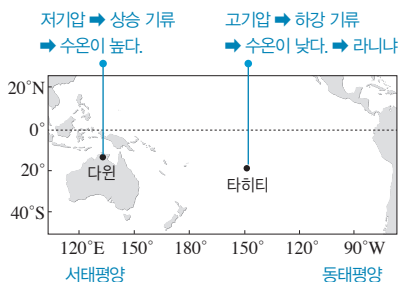 저기압 ➡ 상승 기류
➡ 수온이 높다.
고기압 ➡ 하강 기류
➡ 수온이 낮다. ➡ 라니냐
20°N
0°
20°
40°S
다윈
타히티
120°E 150° 180° 150° 120° 90°W
서태평양 동태평양